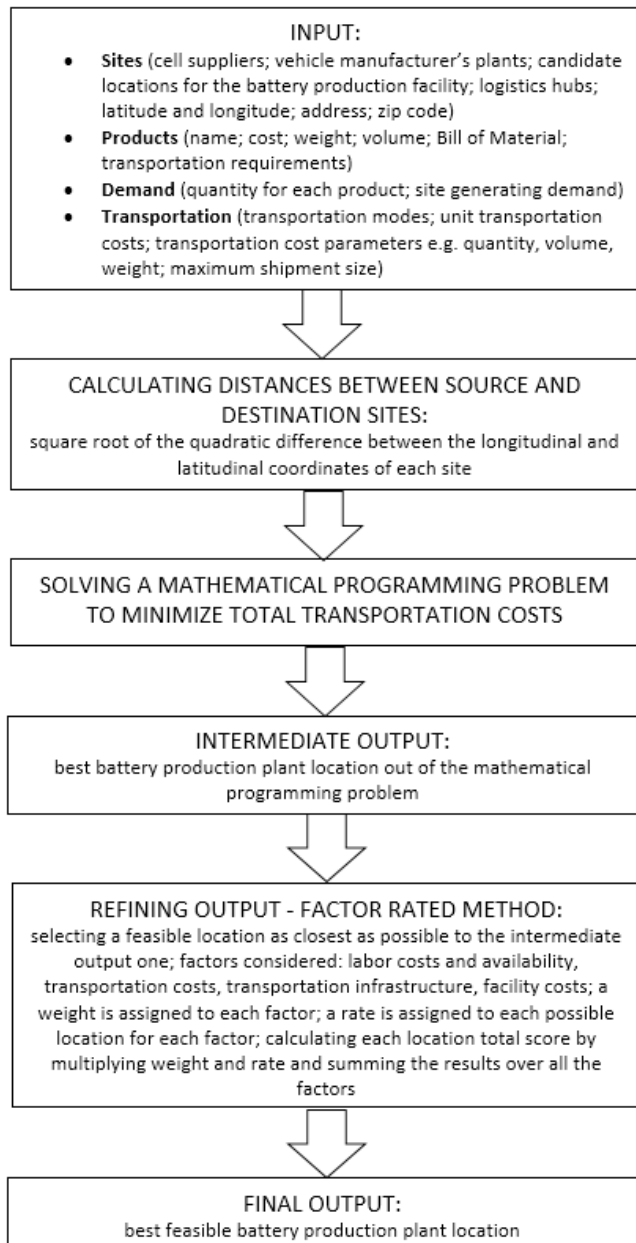 INPUT:
• Sites (cell suppliers; vehicle manufacturer's plants; candidate
locations for the battery production facility; logistics hubs;
latitude and longitude; address; zip code)
• Products (name; cost; weight; volume; Bill of Material;
transportation requirements)
• Demand (quantity for each product; site generating demand)
• Transportation (transportation modes; unit transportation
costs; transportation cost parameters e.g. quantity, volume,
weight; maximum shipment size)
CALCULATING DISTANCES BETWEEN SOURCE AND
DESTINATION SITES:
square root of the quadratic difference between the longitudinal and
latitudinal coordinates of each site
SOLVING A MATHEMATICAL PROGRAMMING PROBLEM
TO MINIMIZE TOTAL TRANSPORTATION COSTS
INTERMEDIATE OUTPUT:
best battery production plant location out of the mathematical
programming problem
REFINING OUTPUT - FACTOR RATED METHOD:
selecting a feasible location as closest as possible to the intermediate
output one; factors considered: labor costs and availability,
transportation costs, transportation infrastructure, facility costs; a
weight is assigned to each factor; a rate is assigned to each possible
location for each factor; calculating each location total score by
multiplying weight and rate and summing the results over all the
factors
FINAL OUTPUT:
best feasible battery production plant location